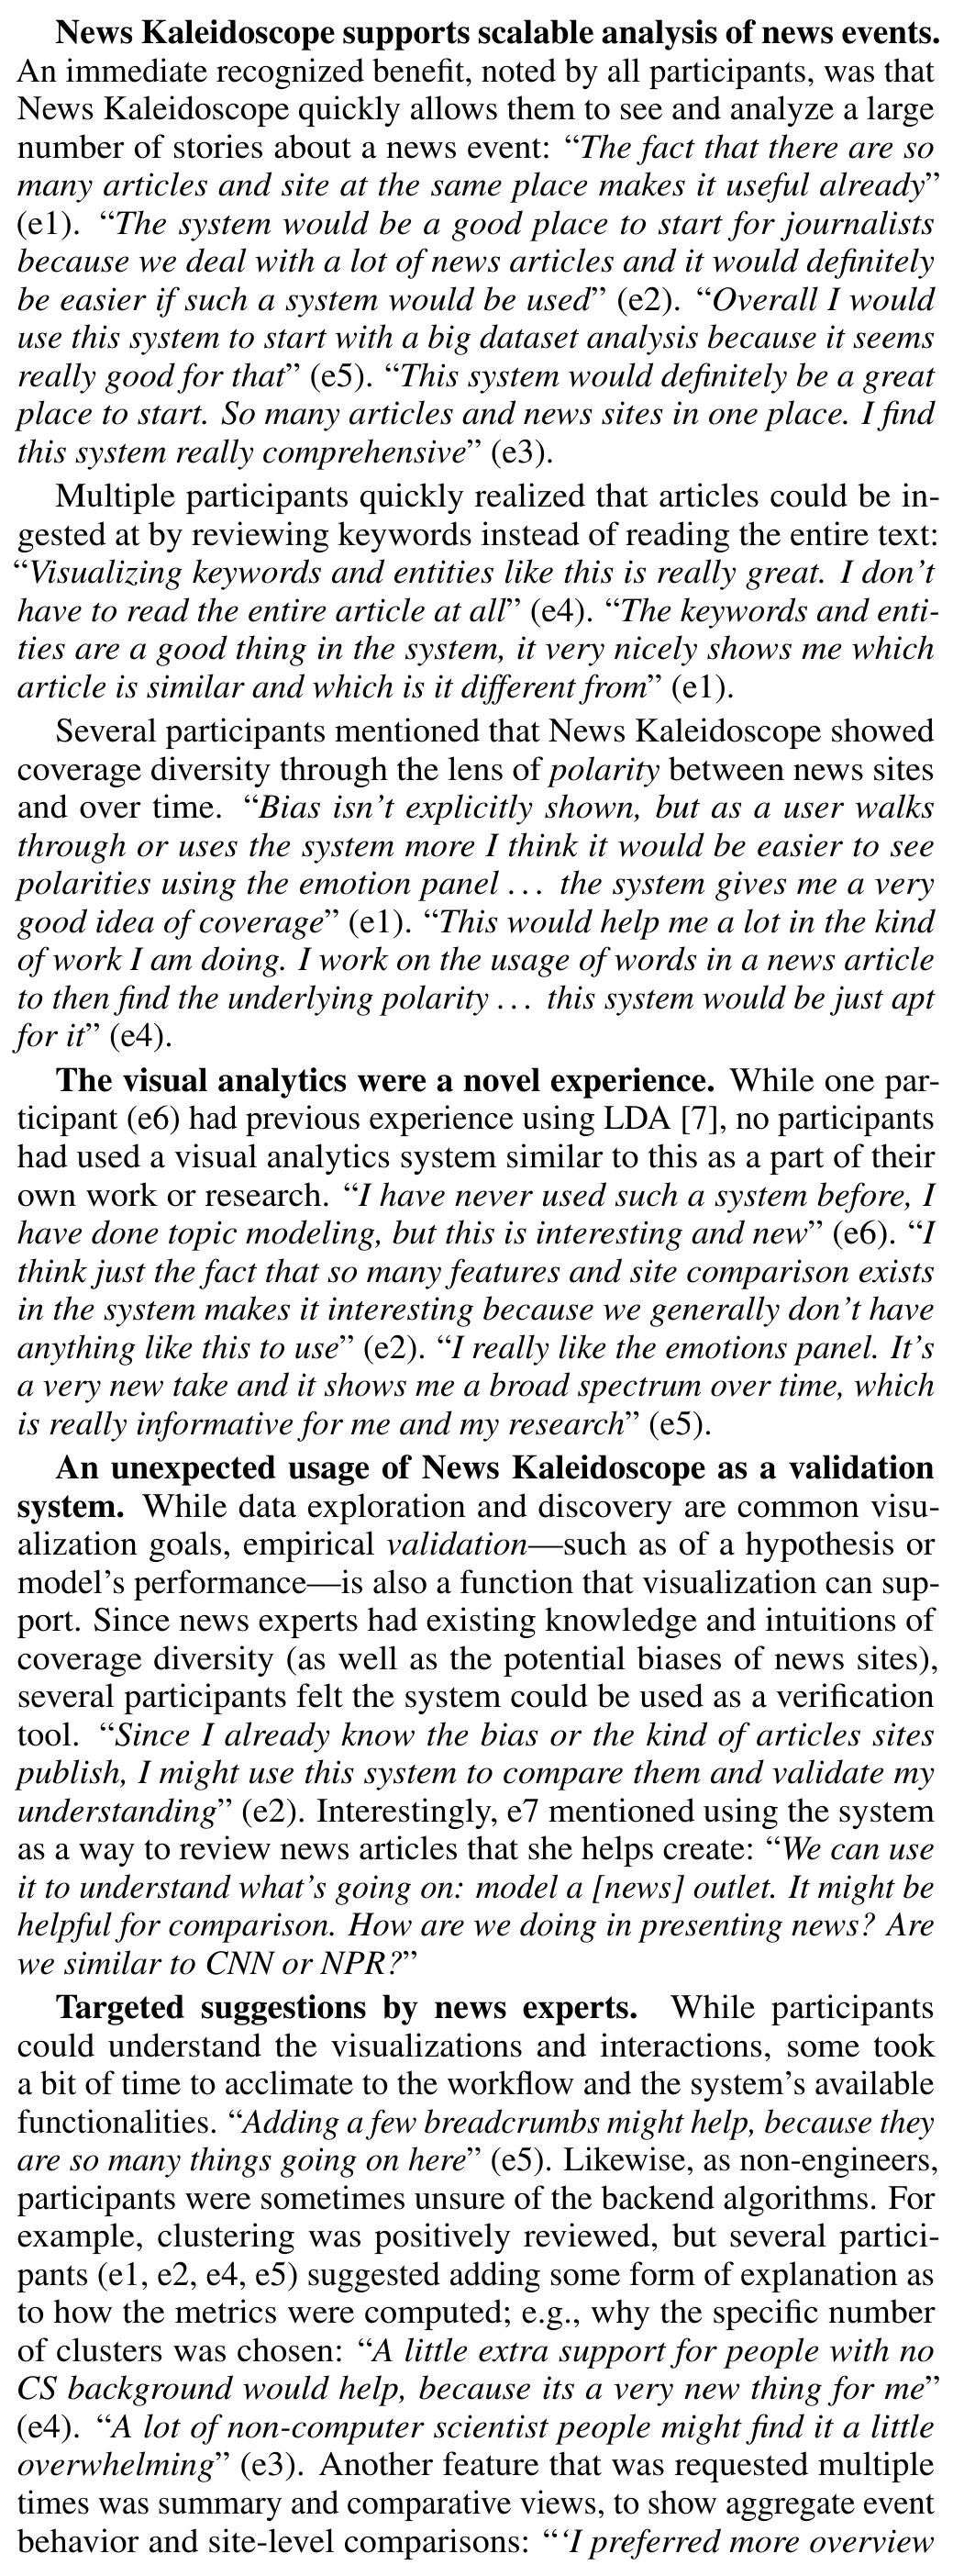 News Kaleidoscope supports scalable analysis of news events.
An immediate recognized benefit, noted by all participants, was that
News Kaleidoscope quickly allows them to see and analyze a large
number of stories about a news event: “The fact that there are so
many articles and site at the same place makes it useful already”
(e1). “The system would be a good place to start for journalists
because we deal with a lot of news articles and it would definitely
be easier if such a system would be used” (e2). “Overall I would
use this system to start with a big dataset analysis because it seems
really good for that” (e5). “This system would definitely be a great
place to start. So many articles and news sites in one place. I find
this system really comprehensive” (e3).
Multiple participants quickly realized that articles could be in-
gested at by reviewing keywords instead of reading the entire text:
“Visualizing keywords and entities like this is really great. I don’t
have to read the entire article at all” (e4). “The keywords and enti-
ties are a good thing in the system, it very nicely shows me which
article is similar and which is it different from” (e1).
Several participants mentioned that News Kaleidoscope showed
coverage diversity through the lens of polarity between news sites
and over time. “Bias isn’t explicitly shown, but as a user walks
through or uses the system more I think it would be easier to see
polarities using the emotion panel ... the system gives me a very
good idea of coverage” (e1). “This would help me a lot in the kind
of work I am doing. I work on the usage of words in a news article
to then find the underlying polarity ... this system would be just apt
for it” (e4).
The visual analytics were a novel experience. While one par-
ticipant (e6) had previous experience using LDA [7], no participants
had used a visual analytics system similar to this as a part of their
own work or research. “I have never used such a system before, I
have done topic modeling, but this is interesting and new” (e6). “I
think just the fact that so many features and site comparison exists
in the system makes it interesting because we generally don’t have
anything like this to use” (e2). “I really like the emotions panel. It’s
a very new take and it shows me a broad spectrum over time, which
is really informative for me and my research” (e5).
An unexpected usage of News Kaleidoscope as a validation
system. While data exploration and discovery are common visu-
alization goals, empirical validation—such as of a hypothesis or
model’s performance—is also a function that visualization can sup-
port. Since news experts had existing knowledge and intuitions of
coverage diversity (as well as the potential biases of news sites),
several participants felt the system could be used as a verification
tool. “Since I already know the bias or the kind of articles sites
publish, I might use this system to compare them and validate my
understanding” (e2). Interestingly, e7 mentioned using the system
as a way to review news articles that she helps create: “We can use
it to understand what’s going on: model a [news] outlet. It might be
helpful for comparison. How are we doing in presenting news? Are
we similar to CNN or NPR?”
Targeted suggestions by news experts. While participants
could understand the visualizations and interactions, some took
a bit of time to acclimate to the workflow and the system’s available
functionalities. “Adding a few breadcrumbs might help, because they
are so many things going on here” (e5). Likewise, as non-engineers,
participants were sometimes unsure of the backend algorithms. For
example, clustering was positively reviewed, but several partici-
pants (e1, e2, e4, e5) suggested adding some form of explanation as
to how the metrics were computed; e.g., why the specific number
of clusters was chosen: “A little extra support for people with no
CS background would help, because its a very new thing for me”
(e4). “A lot of non-computer scientist people might find it a little
overwhelming” (e3). Another feature that was requested multiple
times was summary and comparative views, to show aggregate event
behavior and site-level comparisons: “‘I preferred more overview